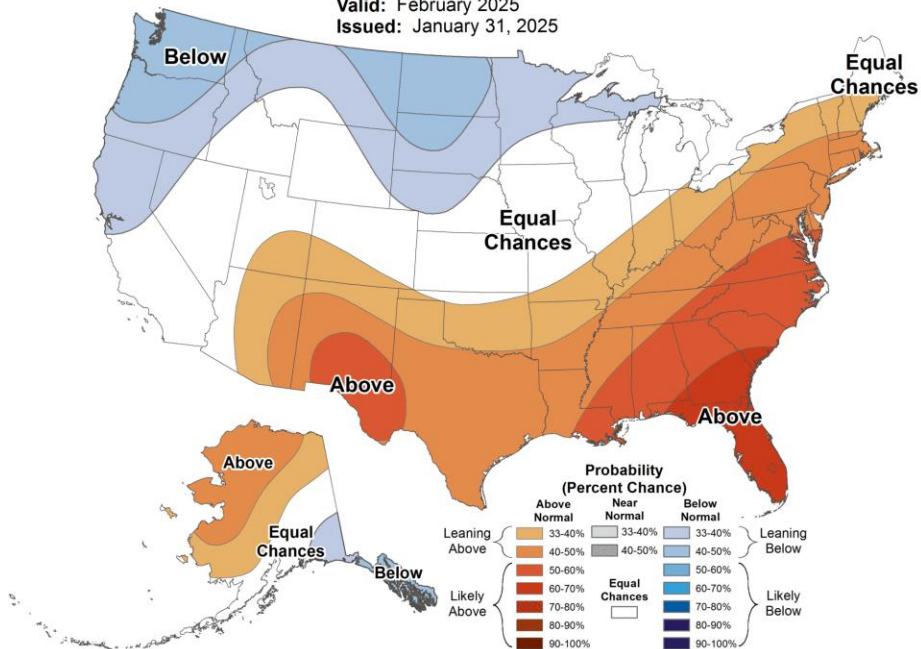 Valid: February 2025
Issued: January 31, 2025
Below
Equal
Chances
Equal
Chances
Above
Above
Above
Equal
Chances
Below
Probability
(Percent Chance)
Above
Normal
Near
Normal
Below
Normal
Leaning
Above
33-40%
33-40%
33-40%
Leaning
Below
40-50%
40-50%
40-50%
50-60%
50-60%
Likely
Above
60-70%
Equal
Chances
60-70%
Likely
Below
70-80%
70-80%
80-90%
80-90%
90-100%
90-100%